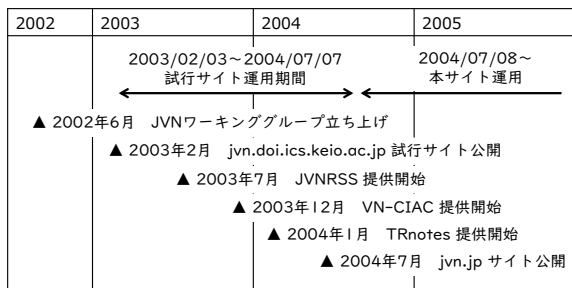 2002 2003 2004 2005
2003/02/03～2004/07/07 2004/07/08～
試行サイト運用期間 本サイト運用
▲ 2002年6月 JVNワーキンググループ立ち上げ
▲ 2003年2月 jvn.doi.ics.keio.ac.jp 試行サイト公開
▲ 2003年7月 JVNRSS 提供開始
▲ 2003年12月 VN-CIAC 提供開始
▲ 2004年1月 TRnotes 提供開始
▲ 2004年7月 jvn.jp サイト公開